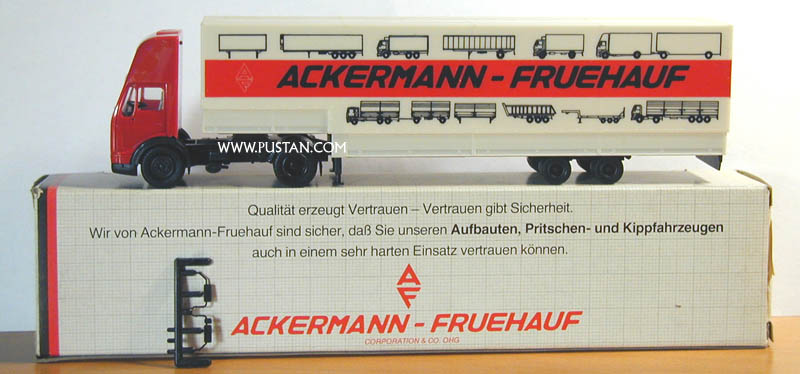 ACKERMANN - FRUEHAUF
WWW.PUSTAN.COM
Qualität erzeugt Vertrauen – Vertrauen gibt Sicherheit.
Wir von Ackermann-Fruehauf sind sicher, daß Sie unseren Aufbauten, Pritschen- und Kippfahrzeugen
auch in einem sehr harten Einsatz vertrauen können.
AF
ACKERMANN - FRUEHAUF
CORPORATION & CO. OHG